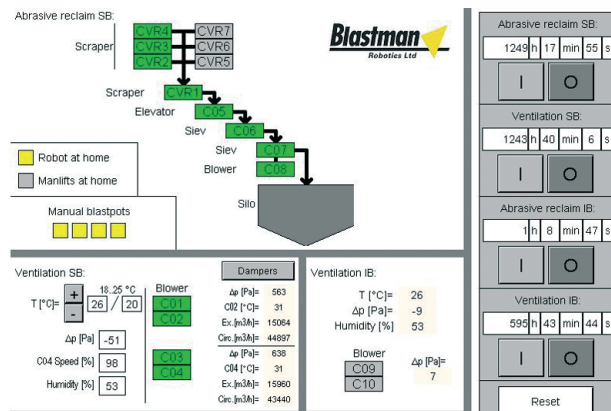 Abrasive reclaim SB:
Scraper
CVR4 CVR7
CVR3 CVR6
CVR2 CVR5
Blastman
Robotics Ltd
Scraper CVR1
Elevator C05
Siev C06
Siev C07
Blower C08
Silo
Robot at home
Manlifts at home
Manual blastpots
Ventilation SB:
T [°C]= + - 18..25 °C 26 / 20
Δp [Pa] -51
C04 Speed [%] 98
Humidity [%] 53
Blower
C01
C02
C03
C04
Dampers
Δp [Pa]= 563
C02 [°C]= 31
Ex.[m3/h]= 15064
Circ.[m3/h]= 44897
Δp [Pa]= 638
C04 [°C]= 31
Ex.[m3/h]= 15960
Circ.[m3/h]= 43440
Ventilation IB:
T [°C]= 26
Δp [Pa]= -9
Humidity [%] 53
Blower
C09
C10
Δp [Pa]=
7
Abrasive reclaim SB:
1249 h 17 min 55 s
I O
Ventilation SB:
1243 h 40 min 6 s
I O
Abrasive reclaim IB:
1 h 8 min 47 s
I O
Ventilation IB:
595 h 43 min 44 s
I O
Reset